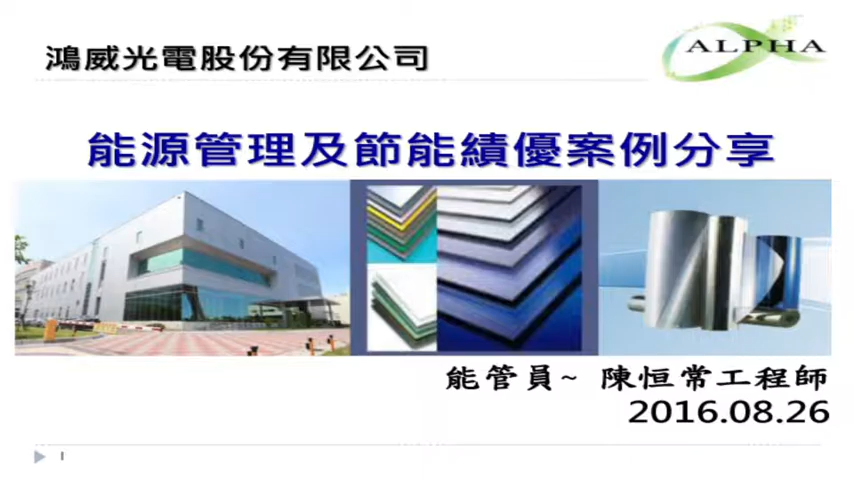 鴻威光電股份有限公司
ALPHA
能源管理及節能績優案例分享
能管員~ 陳恒常工程師
2016.08.26
1